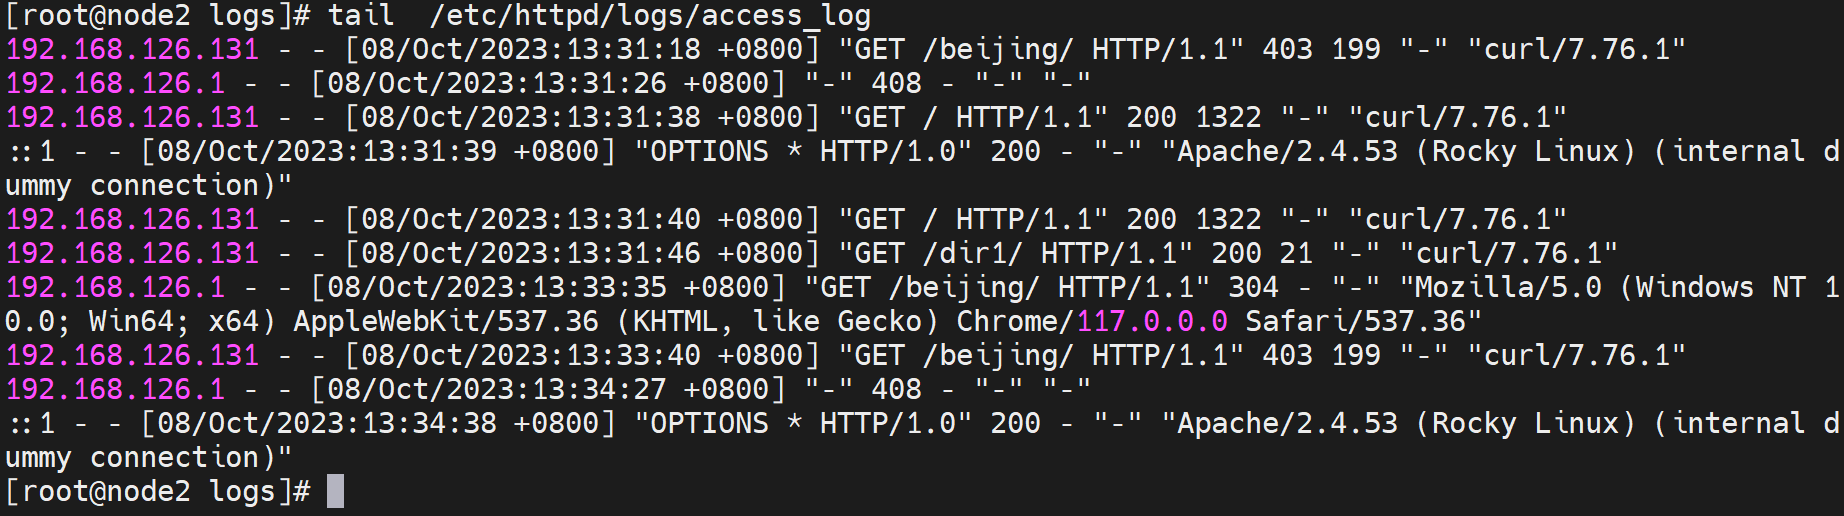 [root@node2 logs]# tail  /etc/httpd/logs/access_log
192.168.126.131 - - [08/Oct/2023:13:31:18 +0800] "GET /beijing/ HTTP/1.1" 403 199 "-" "curl/7.76.1"
192.168.126.1 - - [08/Oct/2023:13:31:26 +0800] "-" 408 - "-" "-"
192.168.126.131 - - [08/Oct/2023:13:31:38 +0800] "GET / HTTP/1.1" 200 1322 "-" "curl/7.76.1"
::1 - - [08/Oct/2023:13:31:39 +0800] "OPTIONS * HTTP/1.0" 200 - "-" "Apache/2.4.53 (Rocky Linux) (internal d
ummy connection)"
192.168.126.131 - - [08/Oct/2023:13:31:40 +0800] "GET / HTTP/1.1" 200 1322 "-" "curl/7.76.1"
192.168.126.131 - - [08/Oct/2023:13:31:46 +0800] "GET /dir1/ HTTP/1.1" 200 21 "-" "curl/7.76.1"
192.168.126.1 - - [08/Oct/2023:13:33:35 +0800] "GET /beijing/ HTTP/1.1" 304 - "-" "Mozilla/5.0 (Windows NT 1
0.0; Win64; x64) AppleWebKit/537.36 (KHTML, like Gecko) Chrome/117.0.0.0 Safari/537.36"
192.168.126.131 - - [08/Oct/2023:13:33:40 +0800] "GET /beijing/ HTTP/1.1" 403 199 "-" "curl/7.76.1"
192.168.126.1 - - [08/Oct/2023:13:34:27 +0800] "-" 408 - "-" "-"
::1 - - [08/Oct/2023:13:34:38 +0800] "OPTIONS * HTTP/1.0" 200 - "-" "Apache/2.4.53 (Rocky Linux) (internal d
ummy connection)"
[root@node2 logs]#